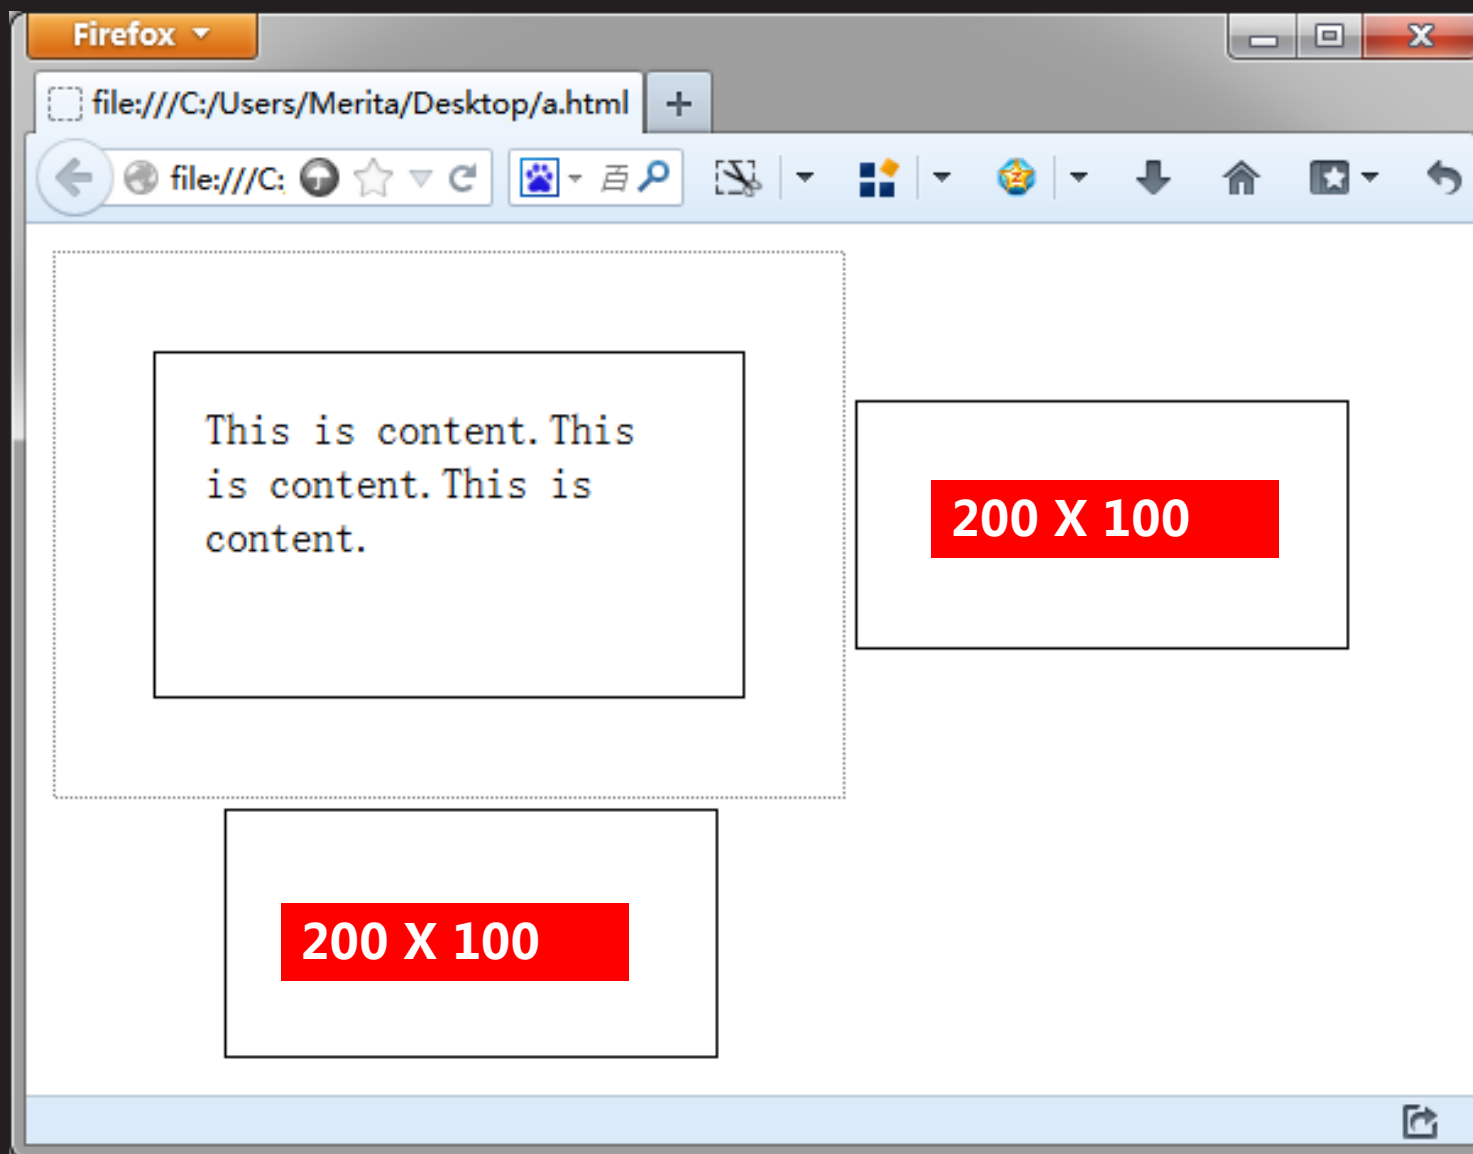 Firefox
file:///C:/Users/Merita/Desktop/a.html
file:///C:
百
This is content.This
is content.This is
content.
200 X 100
200 X 100